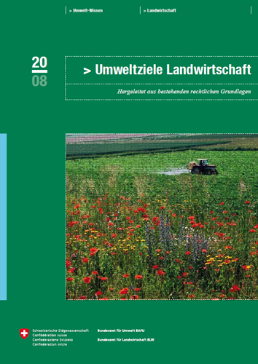 > Umwelt-Wissen
> Landwirtschaft
20
08
> Umweltziele Landwirtschaft
Hergeleitet aus bestehenden rechtlichen Grundlagen
Schweizerische Eidgenossenschaft
Confédération suisse
Confederazione Svizzera
Confederaziun svizra
Bundesamt für Umwelt BAFU
Bundesamt für Landwirtschaft BLW